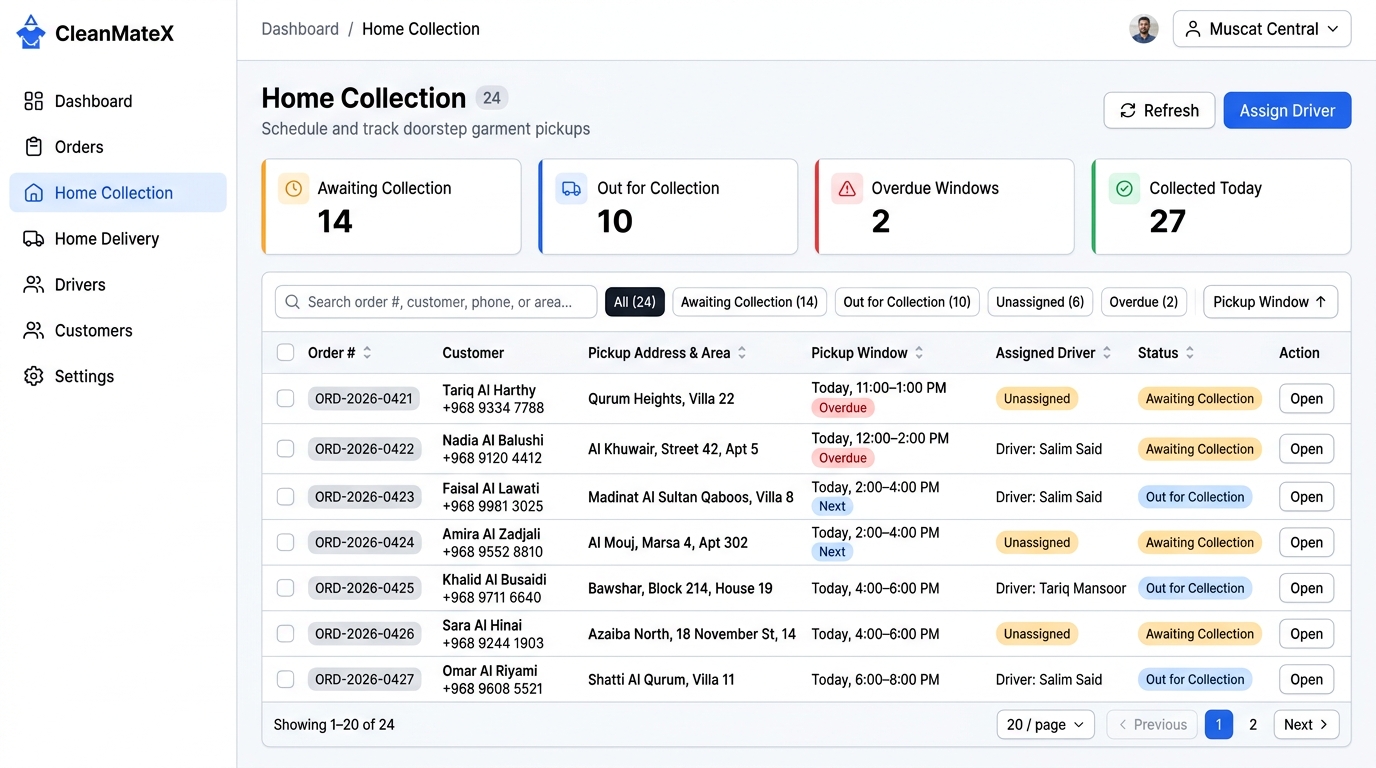 CleanMateX
Dashboard / Home Collection
Muscat Central
Dashboard
Orders
Home Collection
Home Delivery
Drivers
Customers
Settings
Home Collection 24
Schedule and track doorstep garment pickups
Refresh
Assign Driver
Awaiting Collection
14
Out for Collection
10
Overdue Windows
2
Collected Today
27
Search order #, customer, phone, or area...
All (24)
Awaiting Collection (14)
Out for Collection (10)
Unassigned (6)
Overdue (2)
Pickup Window ↑
Order # Customer Pickup Address & Area Pickup Window Assigned Driver Status Action
ORD-2026-0421
Tariq Al Harthy
+968 9334 7788
Qurum Heights, Villa 22
Today, 11:00–1:00 PM
Overdue
Unassigned
Awaiting Collection
Open
ORD-2026-0422
Nadia Al Balushi
+968 9120 4412
Al Khuwair, Street 42, Apt 5
Today, 12:00–2:00 PM
Overdue
Driver: Salim Said
Awaiting Collection
Open
ORD-2026-0423
Faisal Al Lawati
+968 9981 3025
Madinat Al Sultan Qaboos, Villa 8
Today, 2:00–4:00 PM
Next
Driver: Salim Said
Out for Collection
Open
ORD-2026-0424
Amira Al Zadjali
+968 9552 8810
Al Mouj, Marsa 4, Apt 302
Today, 2:00–4:00 PM
Next
Unassigned
Awaiting Collection
Open
ORD-2026-0425
Khalid Al Busaidi
+968 9711 6640
Bawshar, Block 214, House 19
Today, 4:00–6:00 PM
Driver: Tariq Mansoor
Out for Cellection
Open
ORD-2026-0426
Sara Al Hinai
+968 9244 1903
Azaiba North, 18 November St, 14
Today, 4:00–6:00 PM
Unassigned
Awaiting Collection
Open
ORD-2026-0427
Omar Al Riyami
+968 9608 5521
Shatti Al Qurum, Villa 11
Today, 6:00–8:00 PM
Driver: Salim Said
Out for Collection
Open
Showing 1–20 of 24
20 / page
Previous
1
2
Next